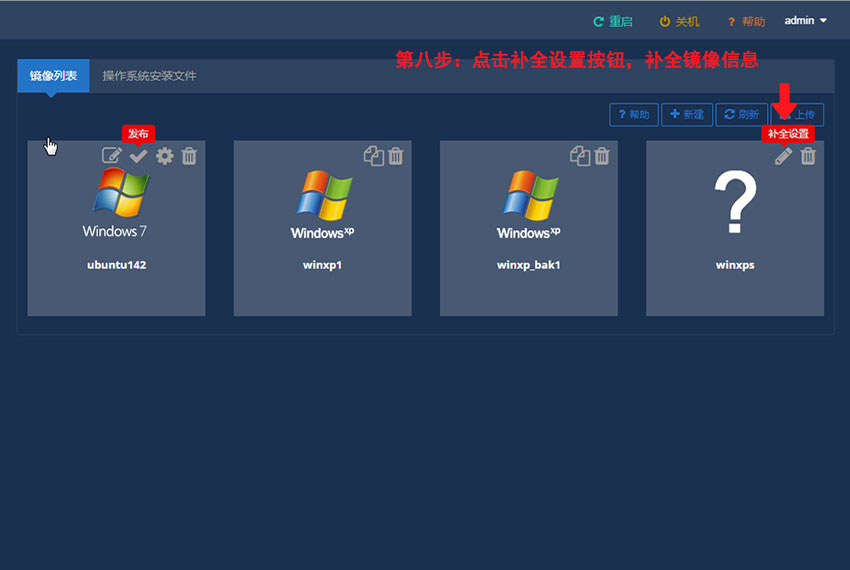 重启 关机 ? 帮助 admin
第八步：点击补全设置按钮，补全镜像信息
镜像列表 操作系统安装文件
? 帮助 新建 刷新 上传
发布 补全设置
Windows 7 Windows xp Windows xp ?
ubuntu142 winxp1 winxp_bak1 winxps